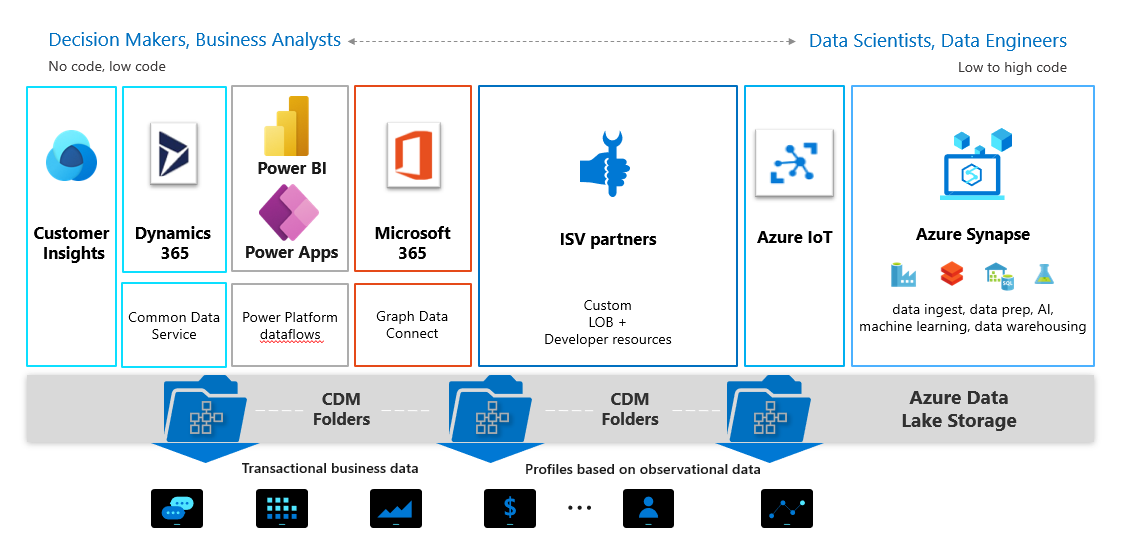 Decision Makers, Business Analysts
Data Scientists, Data Engineers
No code, low code
Low to high code
Customer
Insights
Dynamics
365
Power BI
Power Apps
Microsoft
365
ISV partners
Azure IoT
Azure Synapse
SQL
Common Data
Service
Power Platform
dataflows
Graph Data
Connect
Custom
LOB +
Developer resources
data ingest, data prep, AI,
machine learning, data warehousing
CDM
Folders
CDM
Folders
Azure Data
Lake Storage
Transactional business data
Profiles based on observational data
$
...